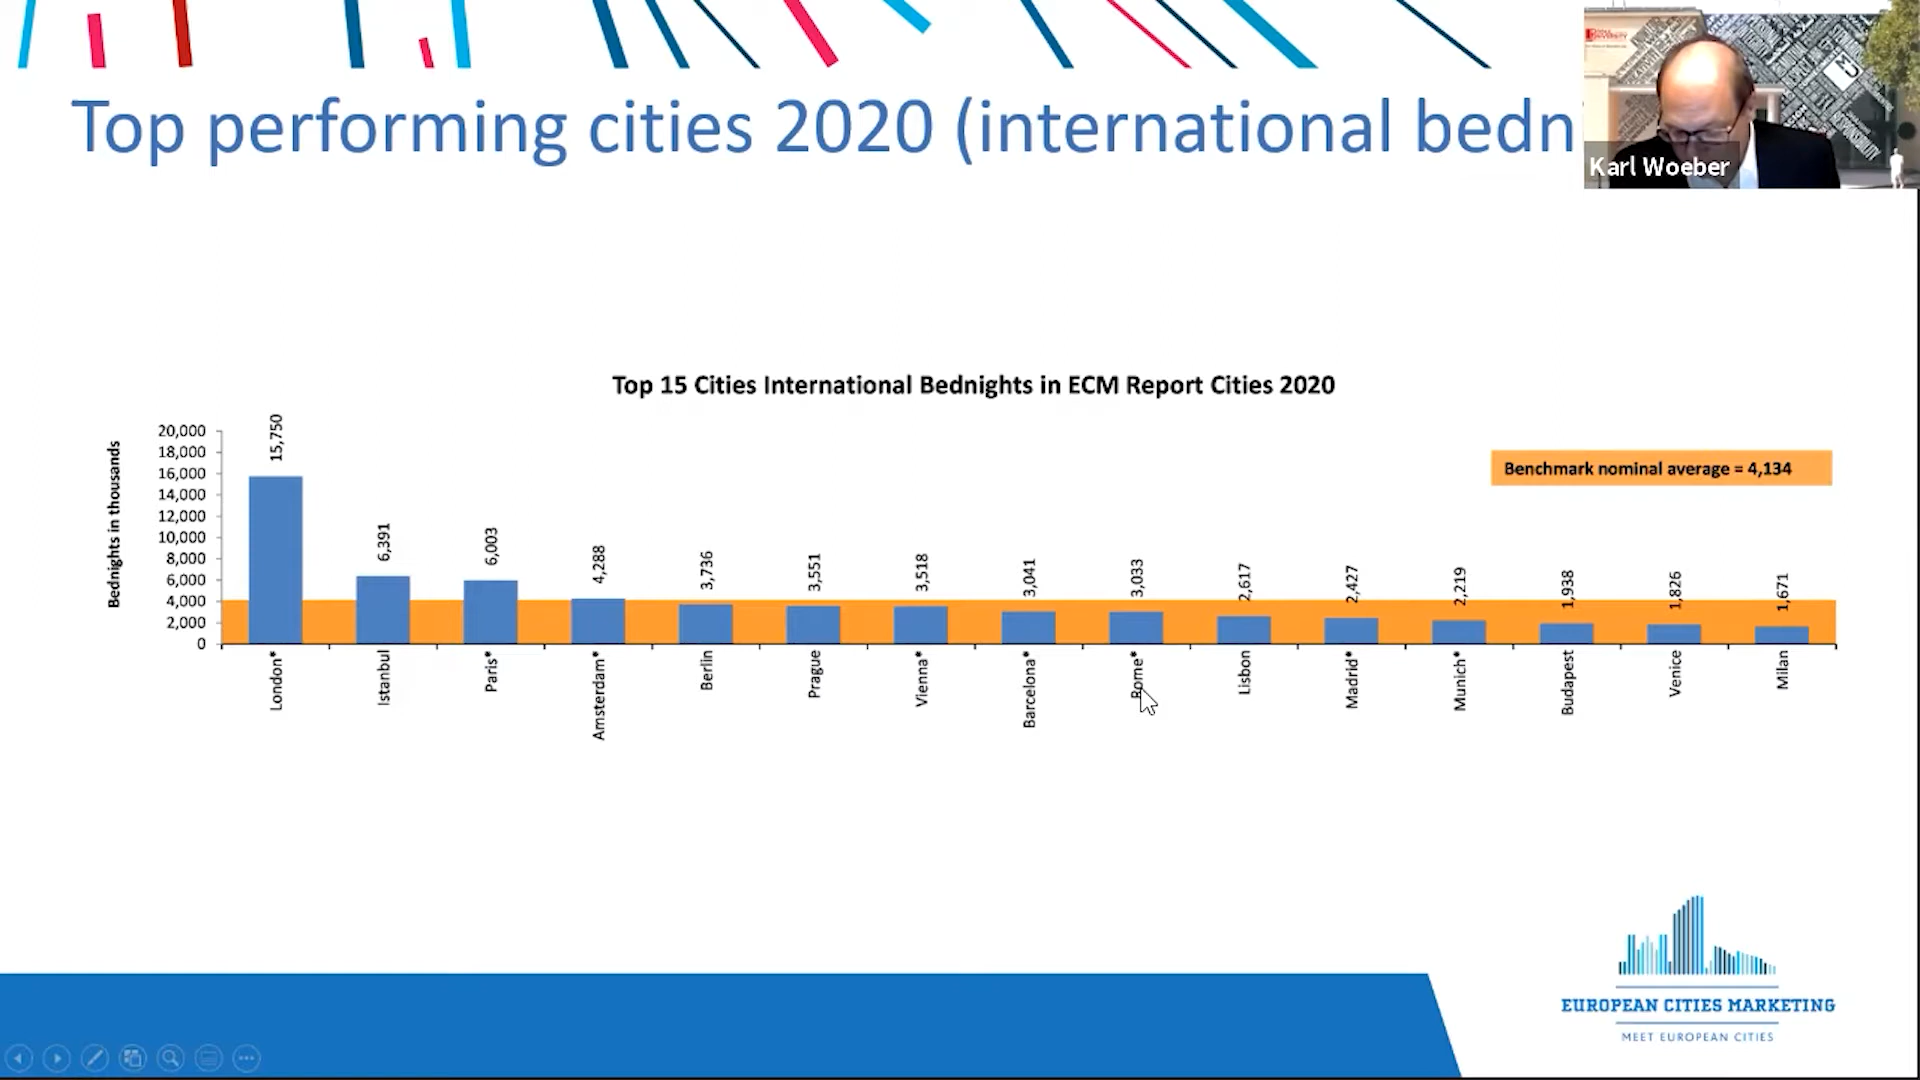 Top performing cities 2020 (international bedn
Karl Woeber
Top 15 Cities International Bednights in ECM Report Cities 2020
Bednights in thousands
20,000
18,000
16,000
14,000
12,000
10,000
8,000
6,000
4,000
2,000
0
15,750
6,391
6,003
4,288
3,736
3,551
3,518
3,041
3,033
2,617
2,427
2,219
1,938
1,826
1,671
Benchmark nominal average = 4,134
London*
Istanbul
Paris*
Amsterdam*
Berlin
Prague
Vienna*
Barcelona*
Rome*
Lisbon
Madrid*
Munich*
Budapest
Venice
Milan
EUROPEAN CITIES MARKETING
MEET EUROPEAN CITIES